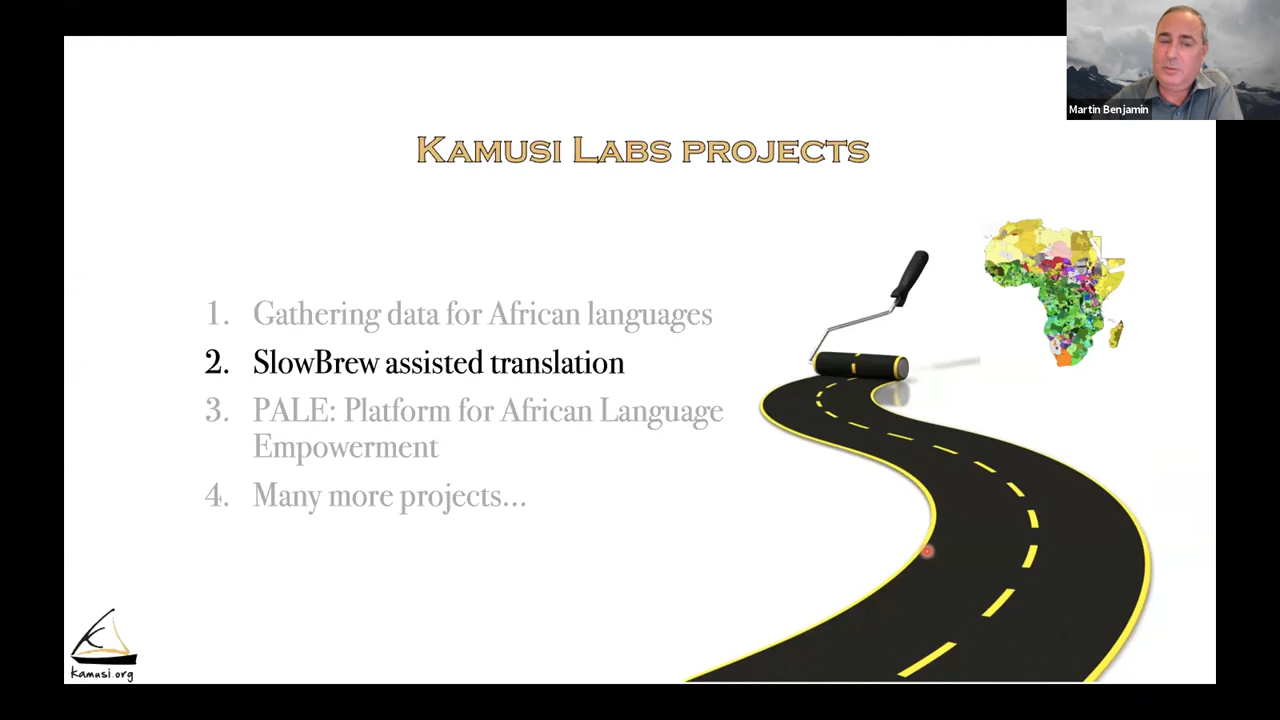 Martin Benjamin
KAMUSI LABS PROJECTS
1. Gathering data for African languages
2. SlowBrew assisted translation
3. PALE: Platform for African Language
Empowerment
4. Many more projects...
kamusi.org